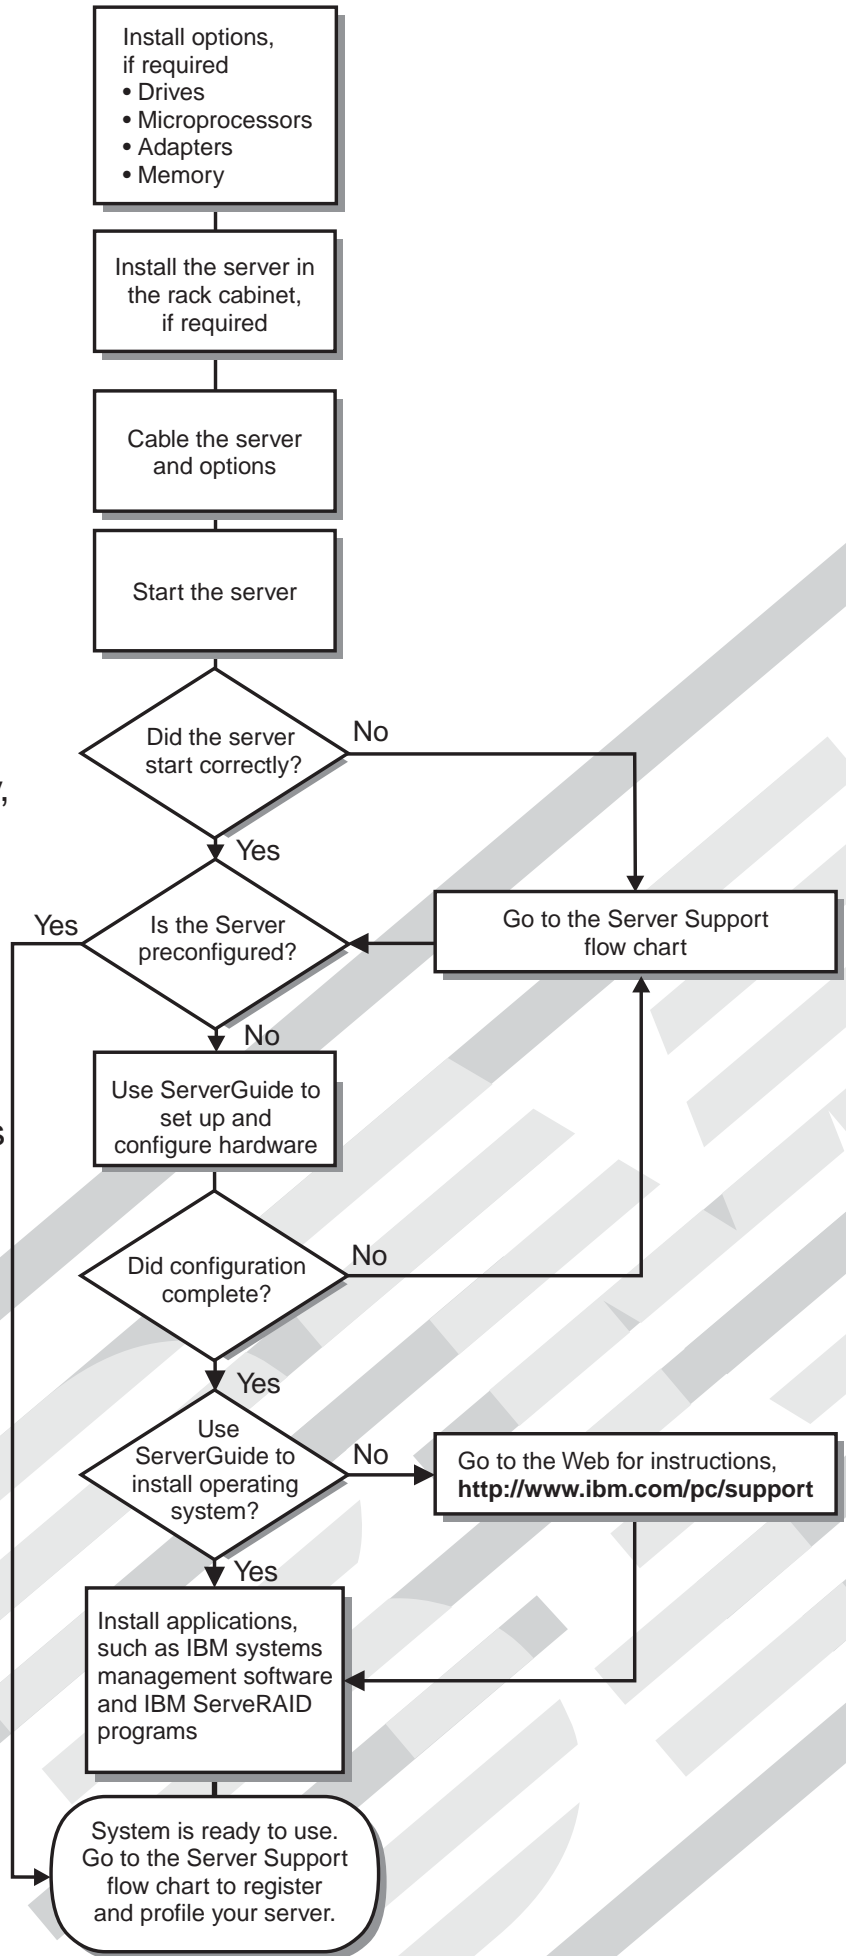 Install options,
if required
• Drives
• Microprocessors
• Adapters
• Memory
Install the server in
the rack cabinet,
if required
Cable the server
and options
Start the server
Did the server
start correctly?
No
Yes
Go to the Server Support
flow chart
Is the Server
preconfigured?
Yes
No
Use ServerGuide to
set up and
configure hardware
Did configuration
complete?
No
Yes
Use
ServerGuide to
install operating
system?
No
Go to the Web for instructions,
http://www.ibm.com/pc/support
Yes
Install applications,
such as IBM systems
management software
and IBM ServeRAID
programs
System is ready to use.
Go to the Server Support
flow chart to register
and profile your server.